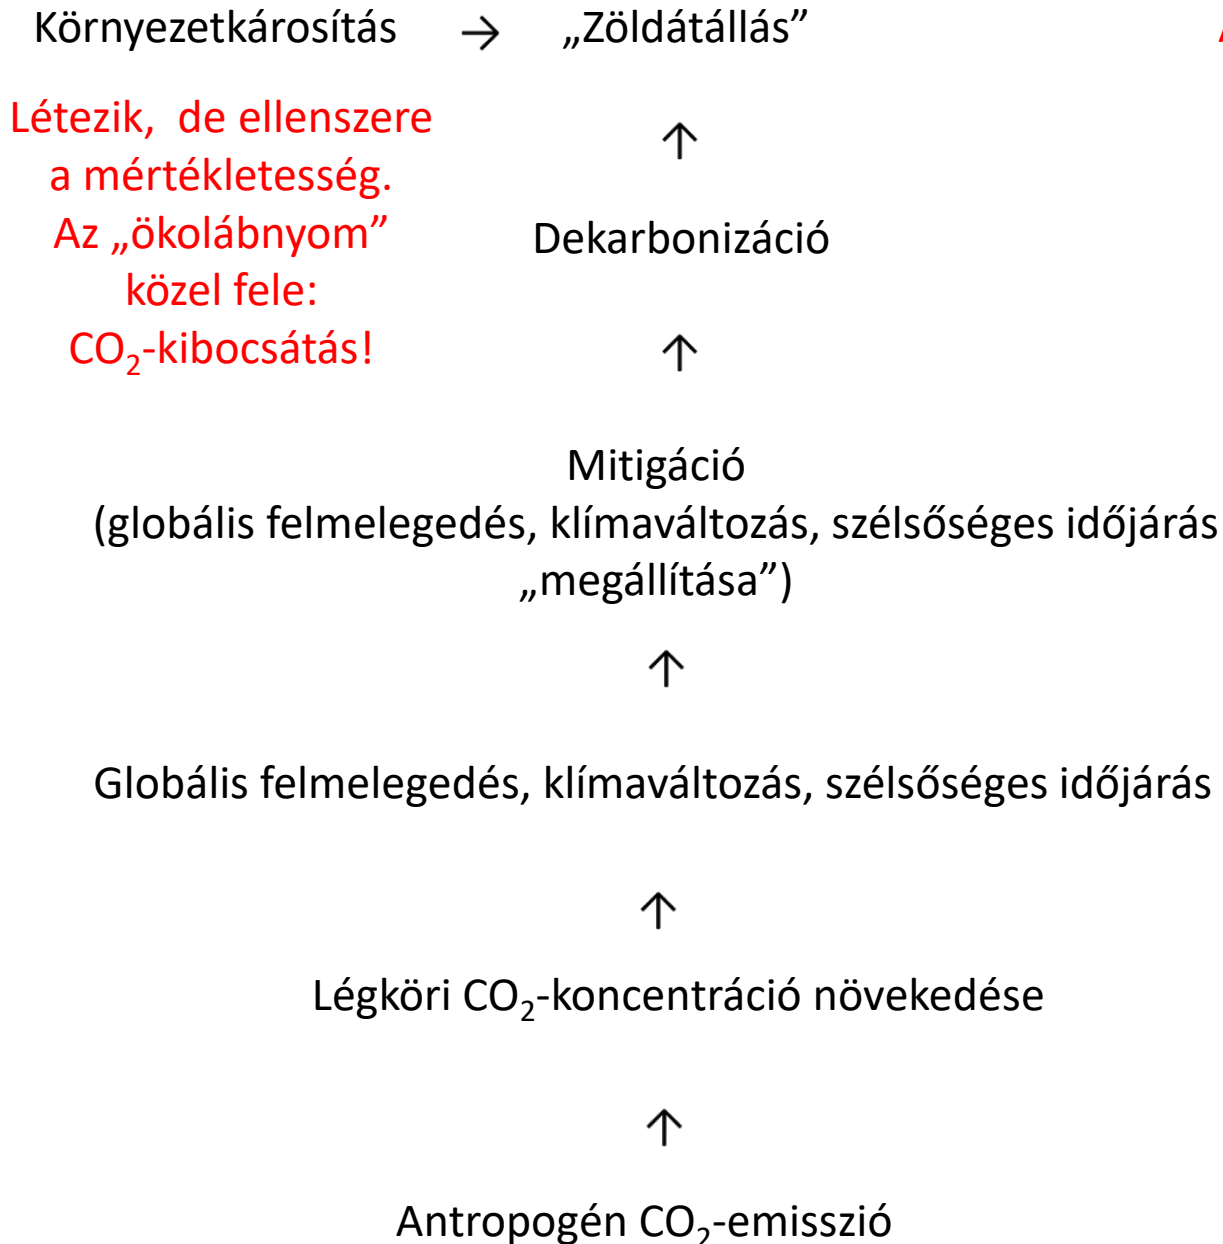 Környezetkárosítás → „Zöldátállás”
Létezik, de ellenszere
a mértékletesség.
Az „ökolábnyom”
közel fele:
CO₂-kibocsátás!
↑
Dekarbonizáció
↑
Mitigáció
(globális felmelegedés, klímaváltozás, szélsőséges időjárás
„megállítása”)
↑
Globális felmelegedés, klímaváltozás, szélsőséges időjárás
↑
Légköri CO₂-koncentráció növekedése
↑
Antropogén CO₂-emisszió